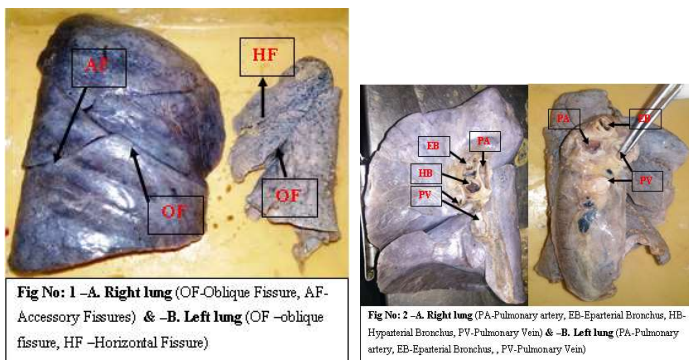 AF
HF
OF
OF
Fig No: 1 –A. Right lung (OF-Oblique Fissure, AF-
Accessory Fissures) & –B. Left lung (OF –oblique
fissure, HF –Horizontal Fissure)
EB
PA
HB
PV
PA
EB
PV
Fig No: 2 –A. Right lung (PA-Pulmonary artery, EB-Eparterial Bronchus, HB-
Hyparterial Bronchus, PV-Pulmonary Vein) & –B. Left lung (PA-Pulmonary
artery, EB-Eparterial Bronchus, , PV-Pulmonary Vein)